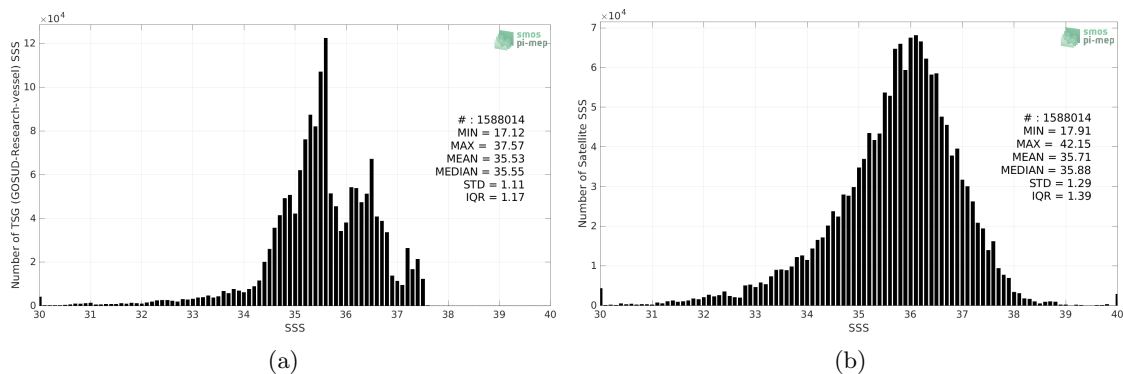 ×10⁴
12
10
8
6
4
2
0
30 31 32 33 34 35 36 37 38 39 40
SSS
Number of TSG (GOSUD-Research-vessel) SSS
smos
pi-mep
# : 1588014
MIN = 17.12
MAX = 37.57
MEAN = 35.53
MEDIAN = 35.55
STD = 1.11
IQR = 1.17
(a)
×10⁴
7
6
5
4
3
2
1
0
30 31 32 33 34 35 36 37 38 39 40
SSS
Number of Satellite SSS
smos
pi-mep
# : 1588014
MIN = 17.91
MAX = 42.15
MEAN = 35.71
MEDIAN = 35.88
STD = 1.29
IQR = 1.39
(b)